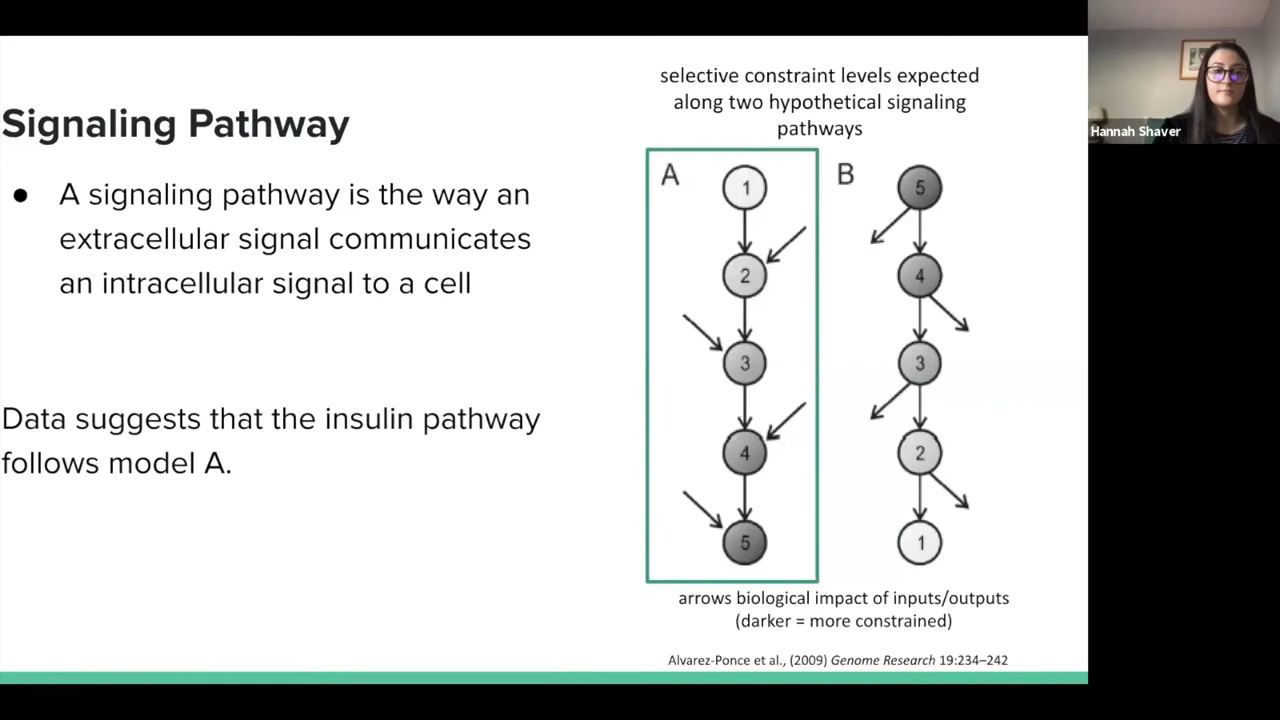 Signaling Pathway
● A signaling pathway is the way an
extracellular signal communicates
an intracellular signal to a cell
Data suggests that the insulin pathway
follows model A.
selective constraint levels expected
along two hypothetical signaling
pathways
A
1
2
3
4
5
B
5
4
3
2
1
arrows biological impact of inputs/outputs
(darker = more constrained)
Alvarez-Ponce et al., (2009) Genome Research 19:234–242
Hannah Shaver